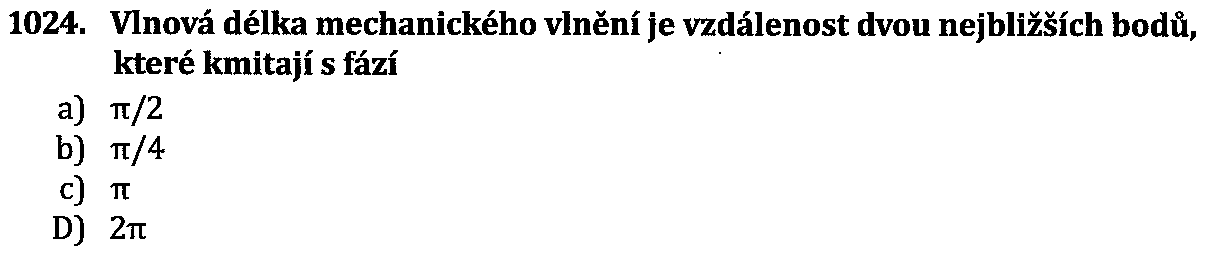 1024. Vlnová délka mechanického vlnění je vzdálenost dvou nejbližších bodů,
které kmitají s fází
a) π/2
b) π/4
c) π
D) 2π